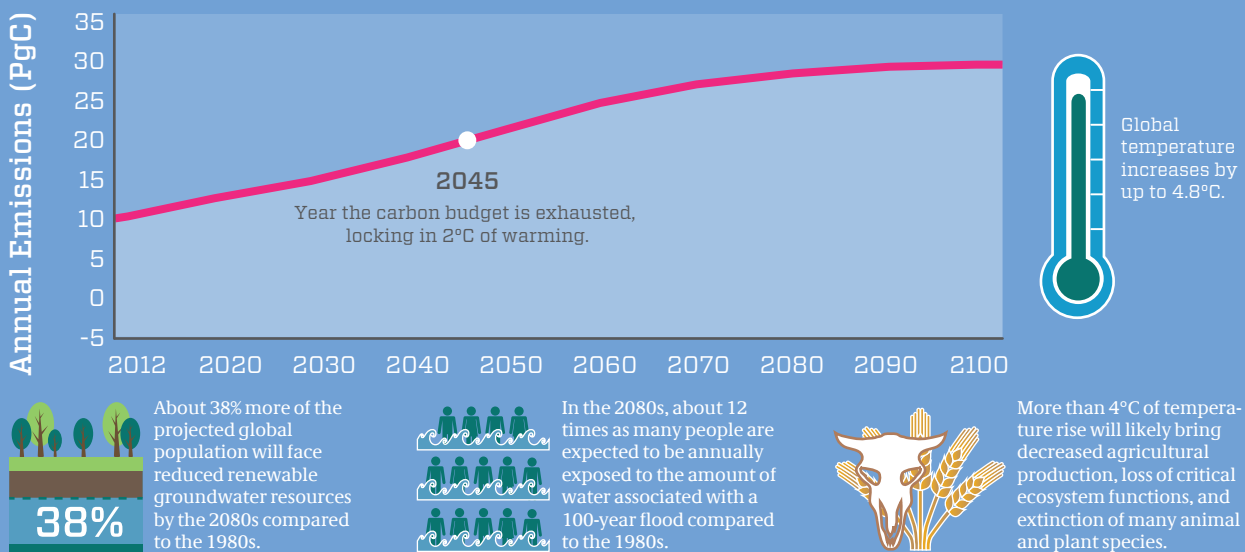 Annual Emissions (PgC)
35
30
25
20
15
10
5
0
-5
2045
Year the carbon budget is exhausted,
locking in 2°C of warming.
2012 2020 2030 2040 2050 2060 2070 2080 2090 2100
Global
temperature
increases by
up to 4.8°C.
38%
About 38% more of the
projected global
population will face
reduced renewable
groundwater resources
by the 2080s compared
to the 1980s.
In the 2080s, about 12
times as many people are
expected to be annually
exposed to the amount of
water associated with a
100-year flood compared
to the 1980s.
More than 4°C of tempera-
ture rise will likely bring
decreased agricultural
production, loss of critical
ecosystem functions, and
extinction of many animal
and plant species.